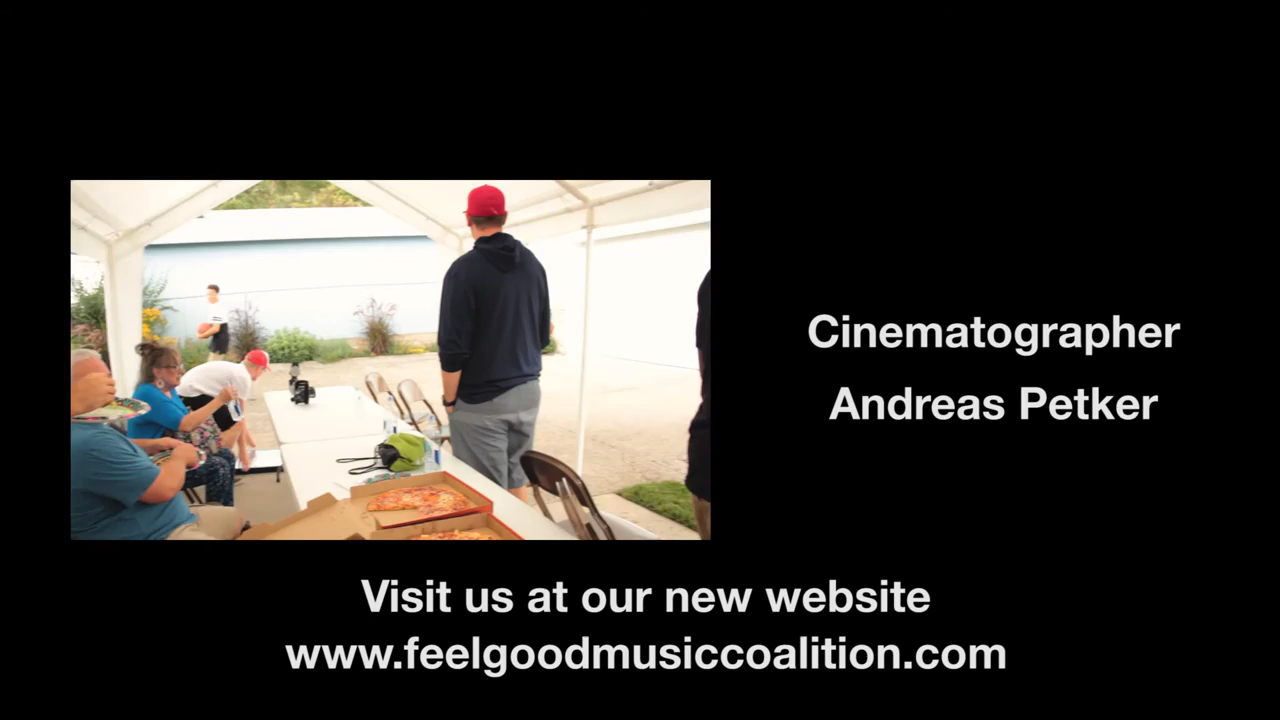 Cinematographer
Andreas Petker
Visit us at our new website
www.feelgoodmusiccoalition.com